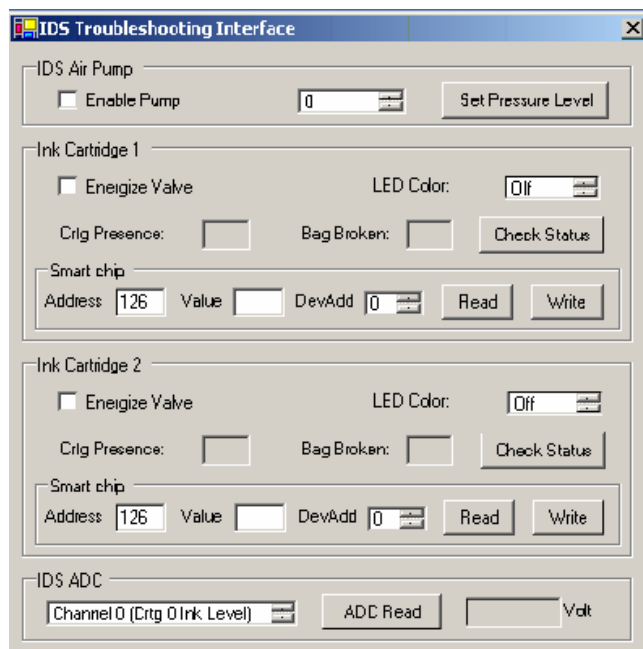 IDS Troubleshooting Interface
IDS Air Pump
Enable Pump 0 Set Pressure Level
Ink Cartridge 1
Energize Valve LED Color: Off
Crtg Presence: Bag Broken: Check Status
Smart chip
Address 126 Value DevAdd 0 Read Write
Ink Cartridge 2
Energize Valve LED Color: Off
Crtg Presence: Bag Broken: Check Status
Smart chip
Address 126 Value DevAdd 0 Read Write
IDS ADC
Channel 0 (Crtg 0 Ink Level) ADC Read Volt